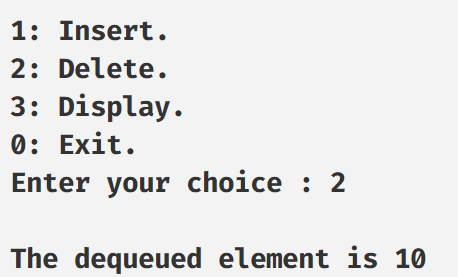 1: Insert.
2: Delete.
3: Display.
0: Exit.
Enter your choice : 2
The dequeued element is 10